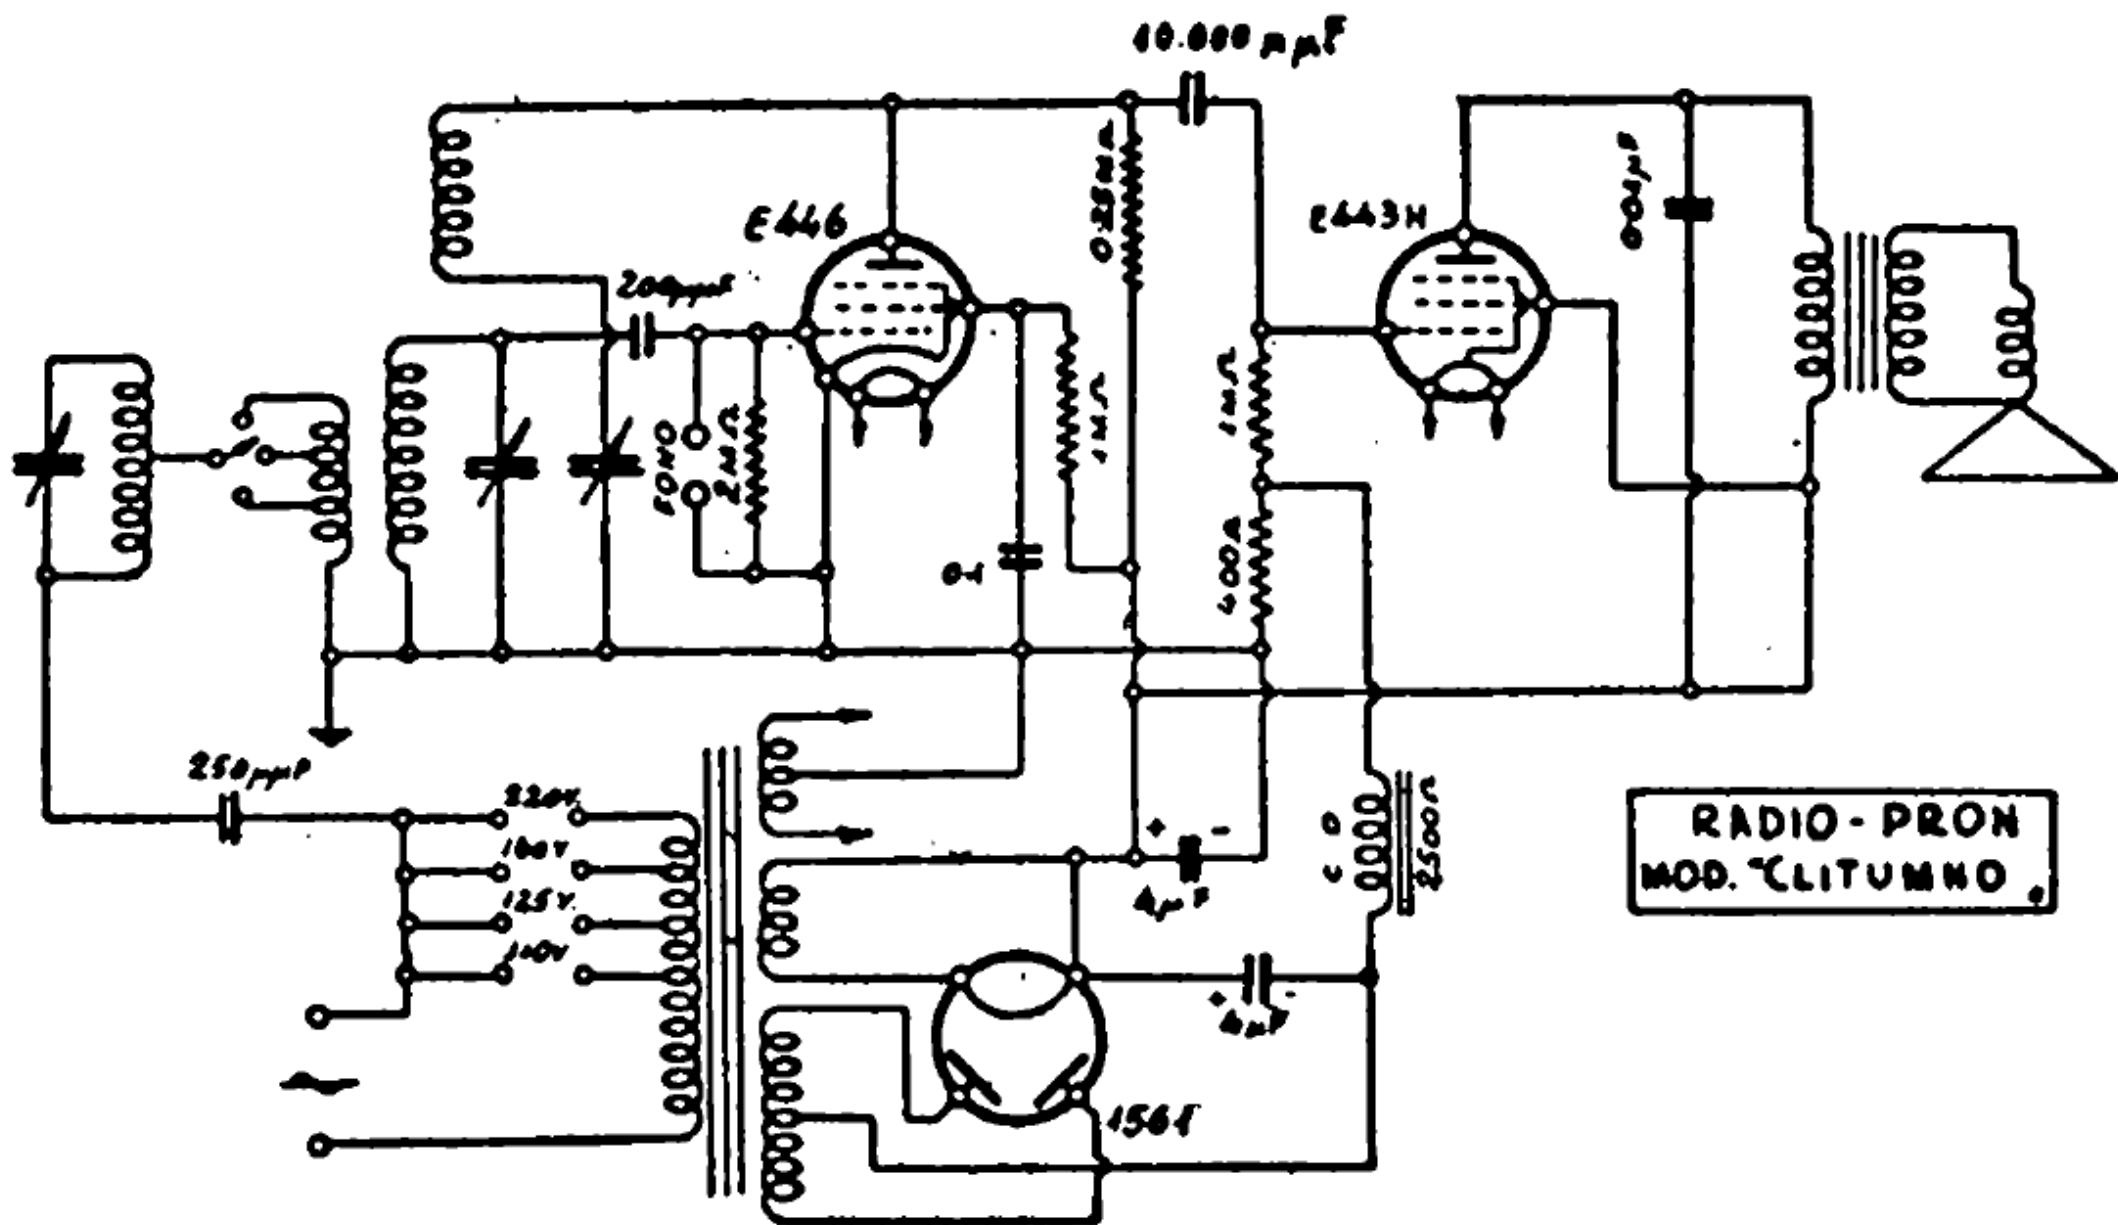 10.000 µµF
E446
0.25MΩ
E443H
200µµF
FONO
2MΩ
1MΩ
1MΩ
0.1
400Ω
250µµF
220V.
160V
125V.
110V
+ -
4µF
+ -
4µF
2500Ω
1561
RADIO-PRON
MOD. "CLITUMNO"